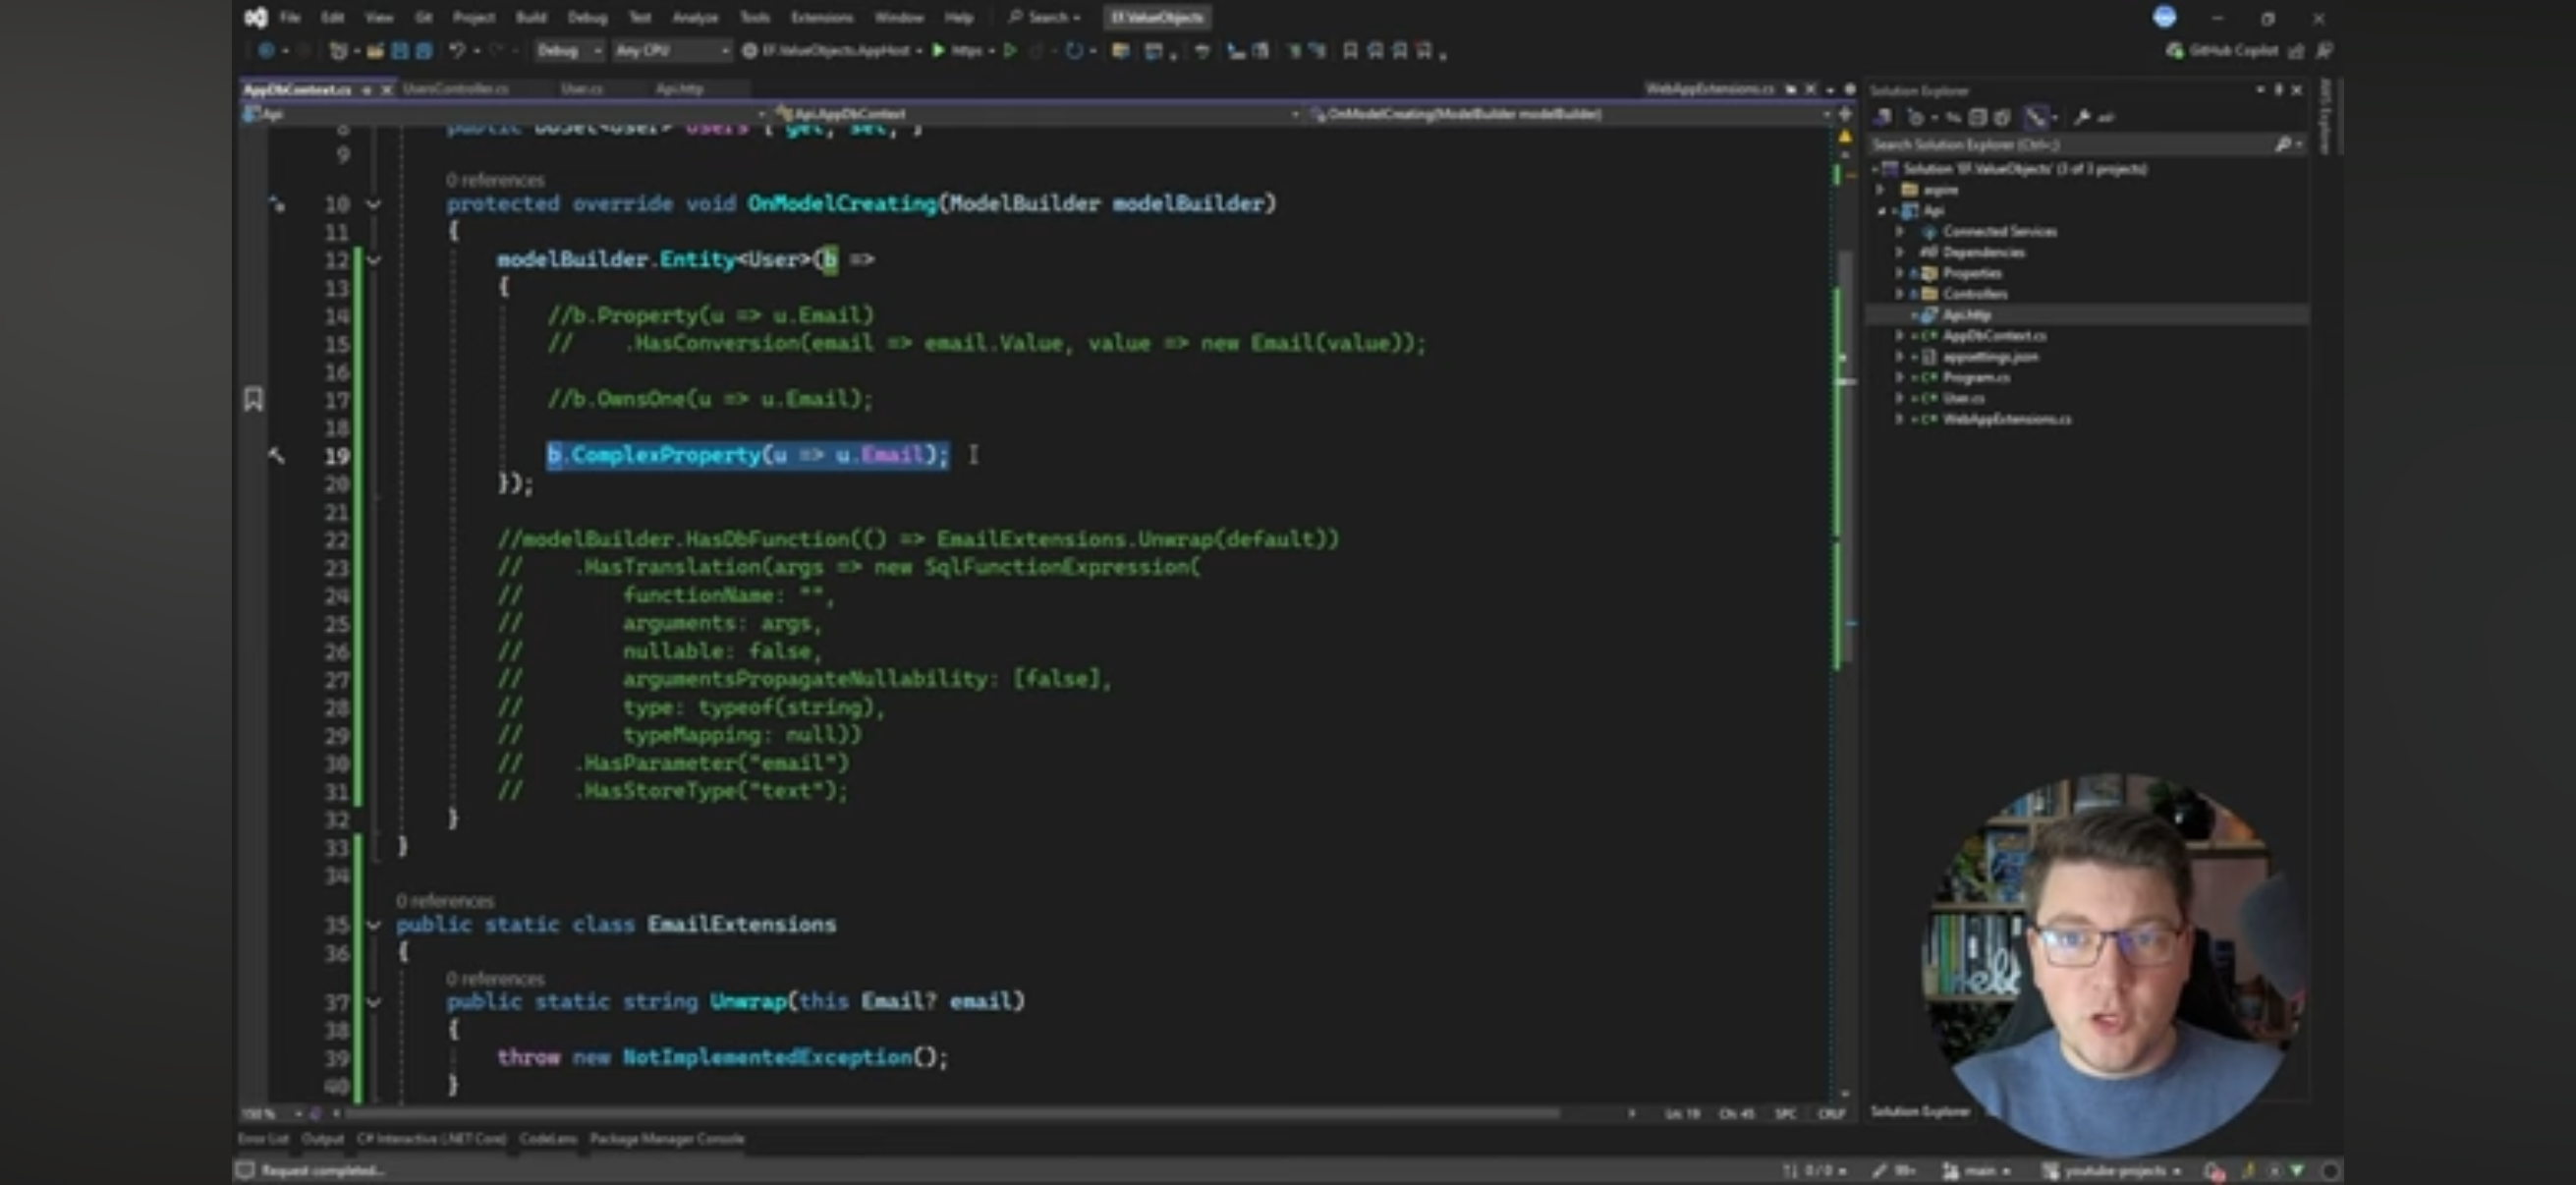 File Edit View Git Project Build Debug Test Analyze Tools Extensions Window Help Search EF.ValueObjects
Debug Any CPU EF.ValueObjects.AppHost https GitHub Copilot
AppDbContext.cs UsersController.cs User.cs Api.http WebAppExtensions.cs
Api Api.AppDbContext OnModelCreating(ModelBuilder modelBuilder)
8 public DbSet<User> Users { get; set; }
9
0 references
10 protected override void OnModelCreating(ModelBuilder modelBuilder)
11 {
12 modelBuilder.Entity<User>(b =>
13 {
14 //b.Property(u => u.Email)
15 // .HasConversion(email => email.Value, value => new Email(value));
16
17 //b.OwnsOne(u => u.Email);
18
19 b.ComplexProperty(u => u.Email);
20 });
21
22 //modelBuilder.HasDbFunction(() => EmailExtensions.Unwrap(default))
23 // .HasTranslation(args => new SqlFunctionExpression(
24 // functionName: "",
25 // arguments: args,
26 // nullable: false,
27 // argumentsPropagateNullability: [false],
28 // type: typeof(string),
29 // typeMapping: null))
30 // .HasParameter("email")
31 // .HasStoreType("text");
32 }
33 }
34
0 references
35 public static class EmailExtensions
36 {
0 references
37 public static string Unwrap(this Email? email)
38 {
39 throw new NotImplementedException();
40 }
150 % Ln: 19 Ch: 45 SPC CRLF
Error List Output C# Interactive (.NET Core) CodeLens Package Manager Console
Request completed... 0 / 0 99+ main youtube-projects
Solution Explorer
Search Solution Explorer (Ctrl+;)
Solution 'EF.ValueObjects' (3 of 3 projects)
aspire
Api
Connected Services
Dependencies
Properties
Controllers
Api.http
AppDbContext.cs
appsettings.json
Program.cs
User.cs
WebAppExtensions.cs
Solution Explorer
AWS Explorer